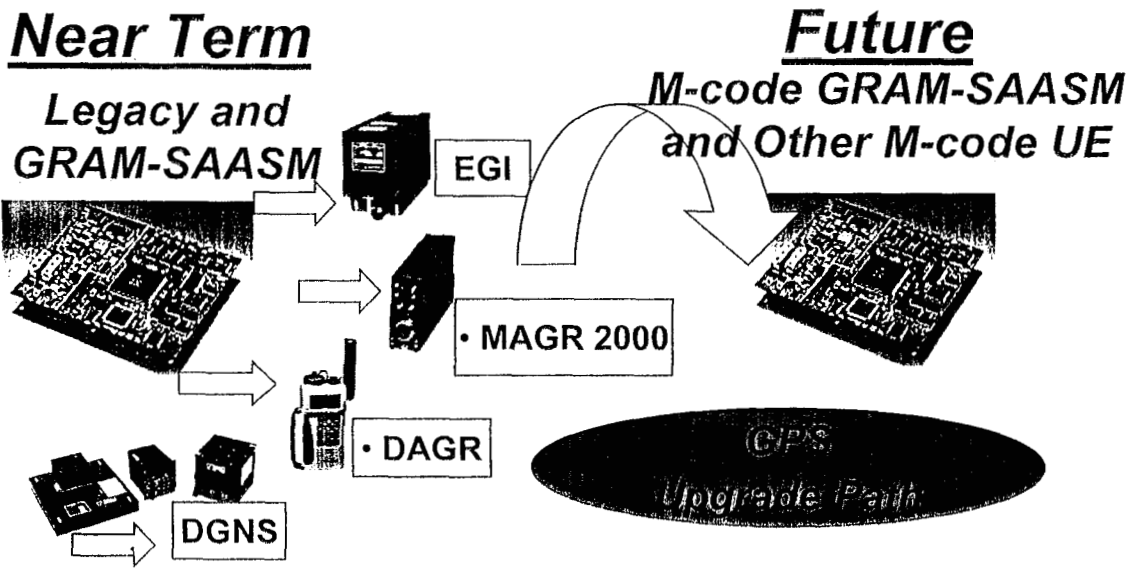 Near Term
Legacy and
GRAM-SAASM
EGI
• MAGR 2000
• DAGR
DGNS
Future
M-code GRAM-SAASM
and Other M-code UE
GPS
Upgrade Path